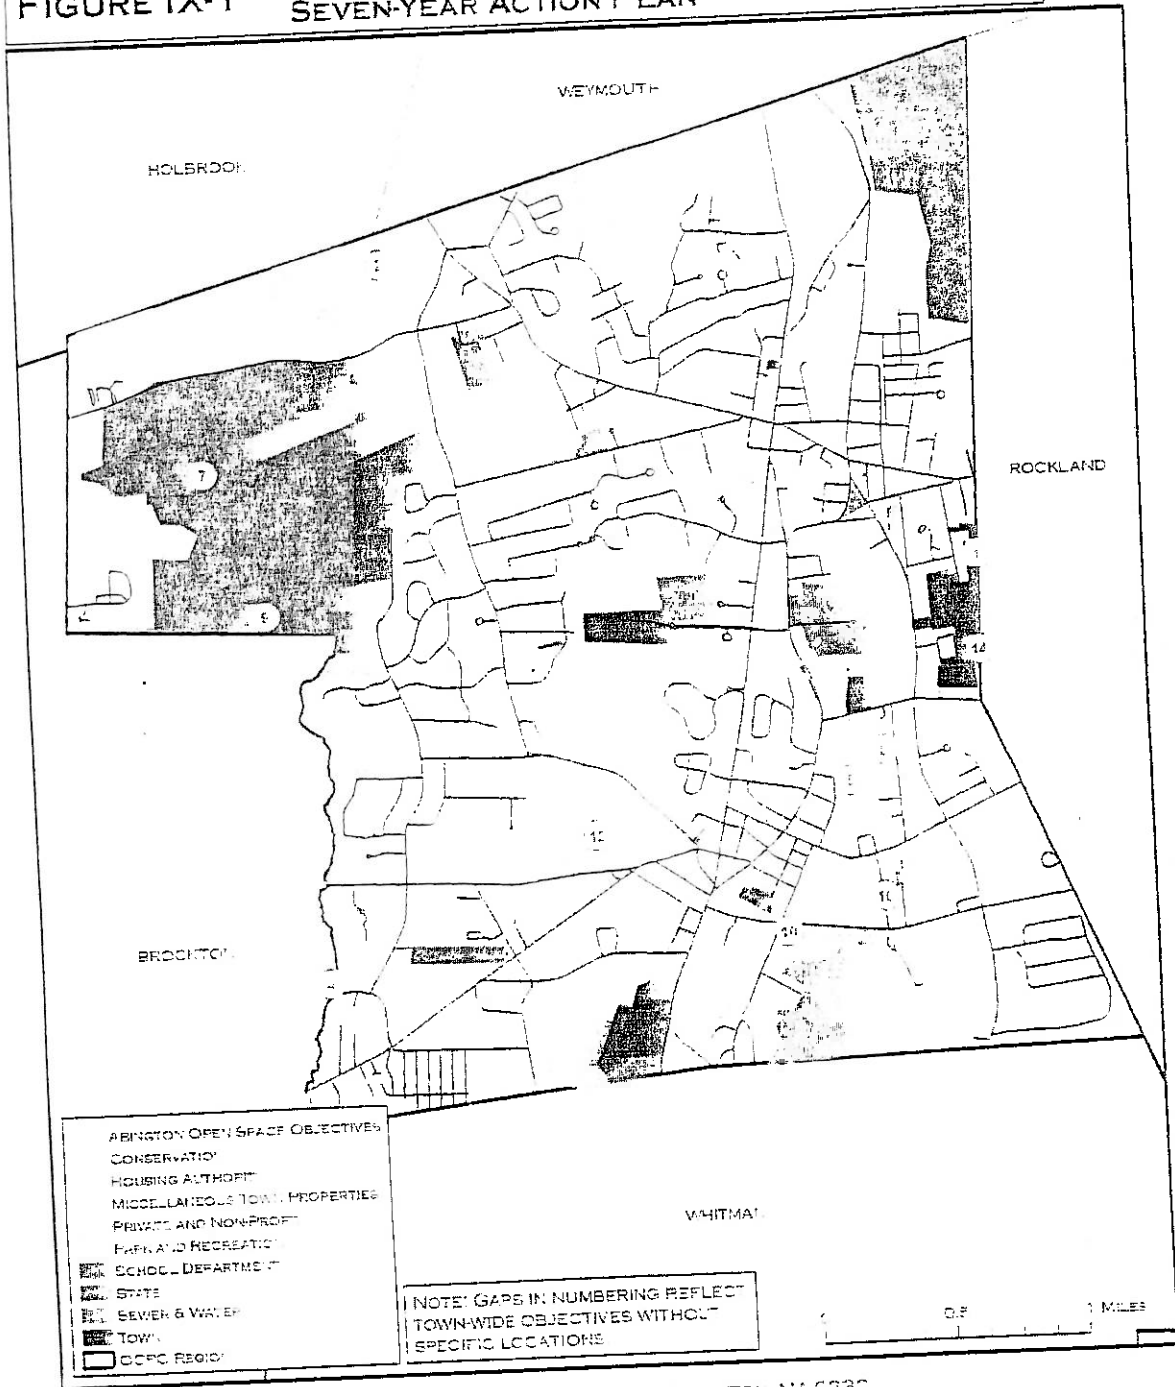 FIGURE IX-1 SEVEN-YEAR ACTION PLAN
WEYMOUTH
HOLBROOK
ROCKLAND
7
9
14
12
10
BROCKTON
WHITMAN
ABINGTON OPEN SPACE OBJECTIVES
CONSERVATION
HOUSING AUTHORITY
MISCELLANEOUS TOWN PROPERTIES
PRIVATE AND NON-PROFIT
PARK AND RECREATION
SCHOOL DEPARTMENT
STATE
SEWER & WATER
TOWN
OCPC REGION
NOTE: GAPS IN NUMBERING REFLECT
TOWN-WIDE OBJECTIVES WITHOUT
SPECIFIC LOCATIONS
0.5 1 MILES